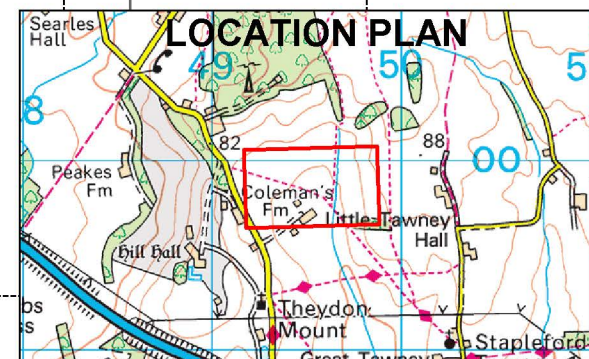 LOCATION PLAN
Searles
Hall
49
50
5
8
82
88
00
Peakes
Fm
Coleman's
Fm
Little Tawney
Hall
Hill Hall
Theydon
Mount
Stapleford